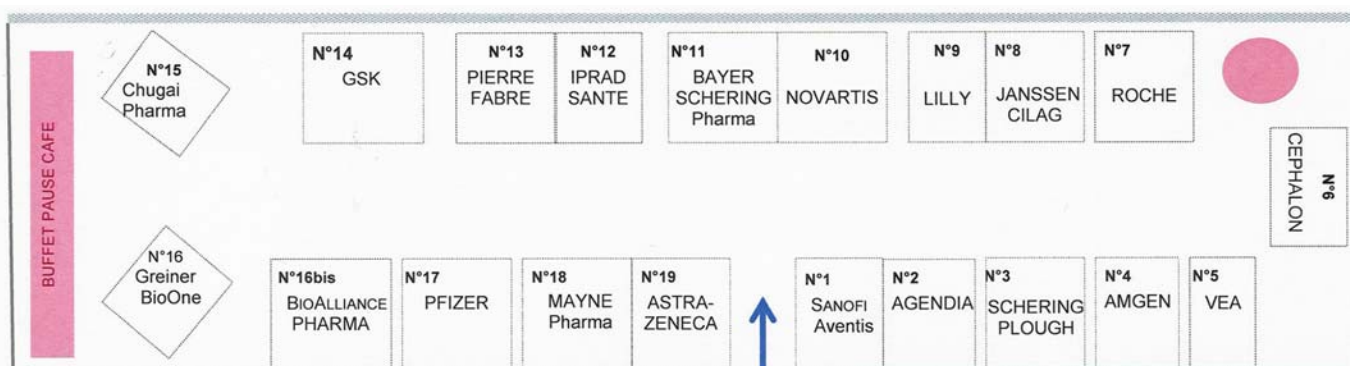 BUFFET PAUSE CAFE
N°15
Chugai
Pharma
N°14
GSK
N°13
PIERRE
FABRE
N°12
IPRAD
SANTE
N°11
BAYER
SCHERING
Pharma
N°10
NOVARTIS
N°9
LILLY
N°8
JANSSEN
CILAG
N°7
ROCHE
N°6
CEPHALON
N°16
Greiner
BioOne
N°16bis
BIOALLIANCE
PHARMA
N°17
PFIZER
N°18
MAYNE
Pharma
N°19
ASTRA-
ZENECA
N°1
SANOFI
Aventis
N°2
AGENDIA
N°3
SCHERING
PLOUGH
N°4
AMGEN
N°5
VEA